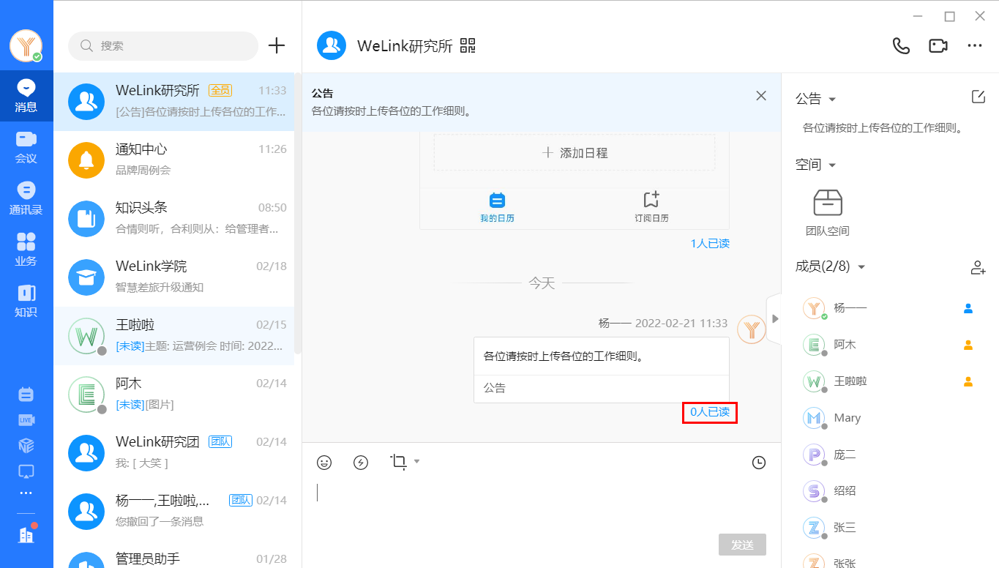 消息
会议
通讯录
业务
知识
LIVE
搜索
WeLink研究所 全员 11:33
[公告]各位请按时上传各位的工作...
通知中心 11:26
品牌周例会
知识头条 08:50
合情则听，合利则从：给管理者...
WeLink学院 02/18
智慧差旅升级通知
王啦啦 02/15
[未读]主题: 运营例会 时间: 2022...
阿木 02/14
[未读][图片]
WeLink研究团 团队 02/14
我: [ 大笑 ]
杨一一,王啦啦,... 团队 02/14
您撤回了一条消息
管理员助手 01/28
WeLink研究所
公告
各位请按时上传各位的工作细则。
添加日程
我的日历
订阅日历
1人已读
今天
杨一一 2022-02-21 11:33
各位请按时上传各位的工作细则。
公告
0人已读
发送
公告
各位请按时上传各位的工作细则。
空间
团队空间
成员(2/8)
杨一一
阿木
王啦啦
Mary
庞二
绍绍
张三
张张